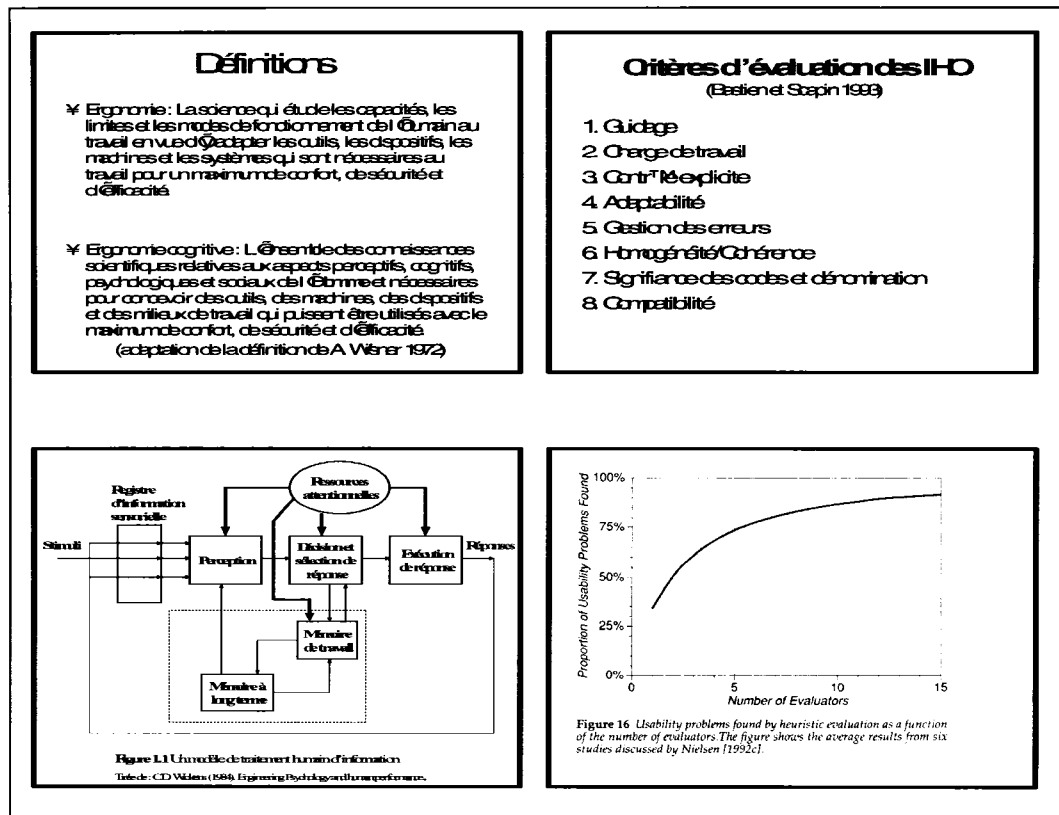 Définitions
¥ Ergonomie : La science qui étudie les capacités, les
limites et les modes de fonctionnement de l'humain au
travail en vue d'adapter les outils, les dispositifs, les
machines et les systèmes qui sont nécessaires au
travail pour un maximum de confort, de sécurité et
d'efficacité.
¥ Ergonomie cognitive : L'ensemble des connaissances
scientifiques relatives aux aspects perceptifs, cognitifs,
psychologiques et sociaux de l'homme et nécessaires
pour concevoir des outils, des machines, des dispositifs
et des milieux de travail qui puissent être utilisés avec le
maximum de confort, de sécurité et d'efficacité.
(adaptation de la définition de A. Wisner 1972)
Critères d'évaluation des IHO
(Bastien et Scapin 1993)
1. Guidage
2. Charge de travail
3. Contr™le explicite
4. Adaptabilité
5. Gestion des erreurs
6. Homogénéité/Cohérence
7. Signifiance des codes et dénomination
8. Compatibilité
Ressources
attentionnelles
Registre
d'information
sensorielle
Stimuli
Perception
Décision et
sélection de
réponse
Exécution
de réponse
Réponses
Mémoire
de travail
Mémoire à
long terme
Figure 1.1 Un modèle de traitement humain d'information
Tirée de : C.D. Wickens (1984). Engineering Psychology and human performance.
100%
75%
50%
25%
0%
Proportion of Usability Problems Found
0 5 10 15
Number of Evaluators
Figure 16 Usability problems found by heuristic evaluation as a function
of the number of evaluators. The figure shows the average results from six
studies discussed by Nielsen [1992c].